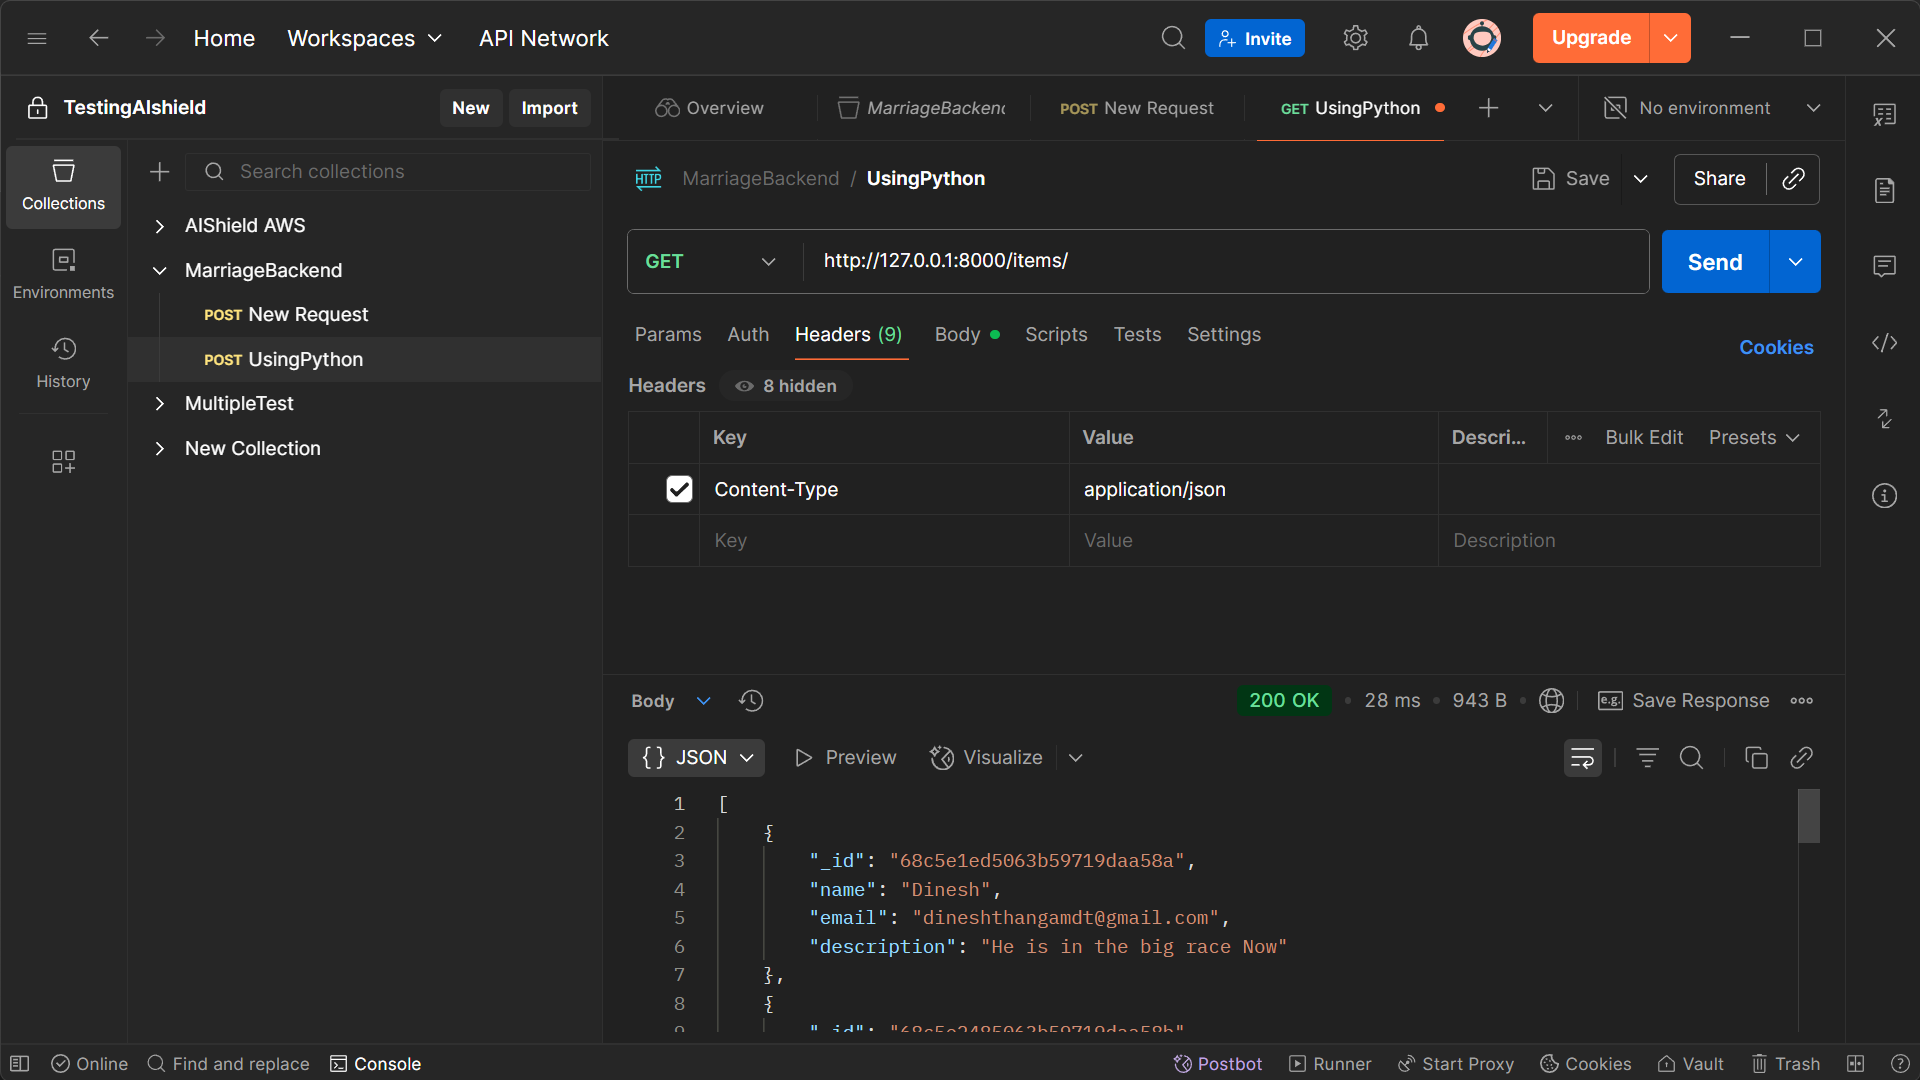 Home Workspaces API Network Invite Upgrade
TestingAIshield New Import
Overview MarriageBackend POST New Request GET UsingPython No environment
Collections
Environments
History
Search collections
AIShield AWS
MarriageBackend
POST New Request
POST UsingPython
MultipleTest
New Collection
HTTP MarriageBackend / UsingPython Save Share
GET http://127.0.0.1:8000/items/ Send
Params Auth Headers (9) Body Scripts Tests Settings Cookies
Headers 8 hidden
Key Value Descri... Bulk Edit Presets
Content-Type application/json
Key Value Description
Body 200 OK • 28 ms • 943 B • e.g. Save Response
{} JSON Preview Visualize
1 [
2 {
3 "_id": "68c5e1ed5063b59719daa58a",
4 "name": "Dinesh",
5 "email": "dineshthangamdt@gmail.com",
6 "description": "He is in the big race Now"
7 },
8 {
9 "_id": "68c5e2485063b59719daa58b"
Online Find and replace Console Postbot Runner Start Proxy Cookies Vault Trash